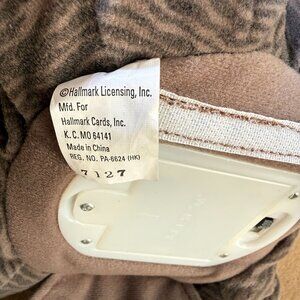 ©Hallmark Licensing, Inc.
Mfd. For
Hallmark Cards, Inc.
K. C. MO 64141
Made in China
REG. NO. PA-6624 (HK)
7127